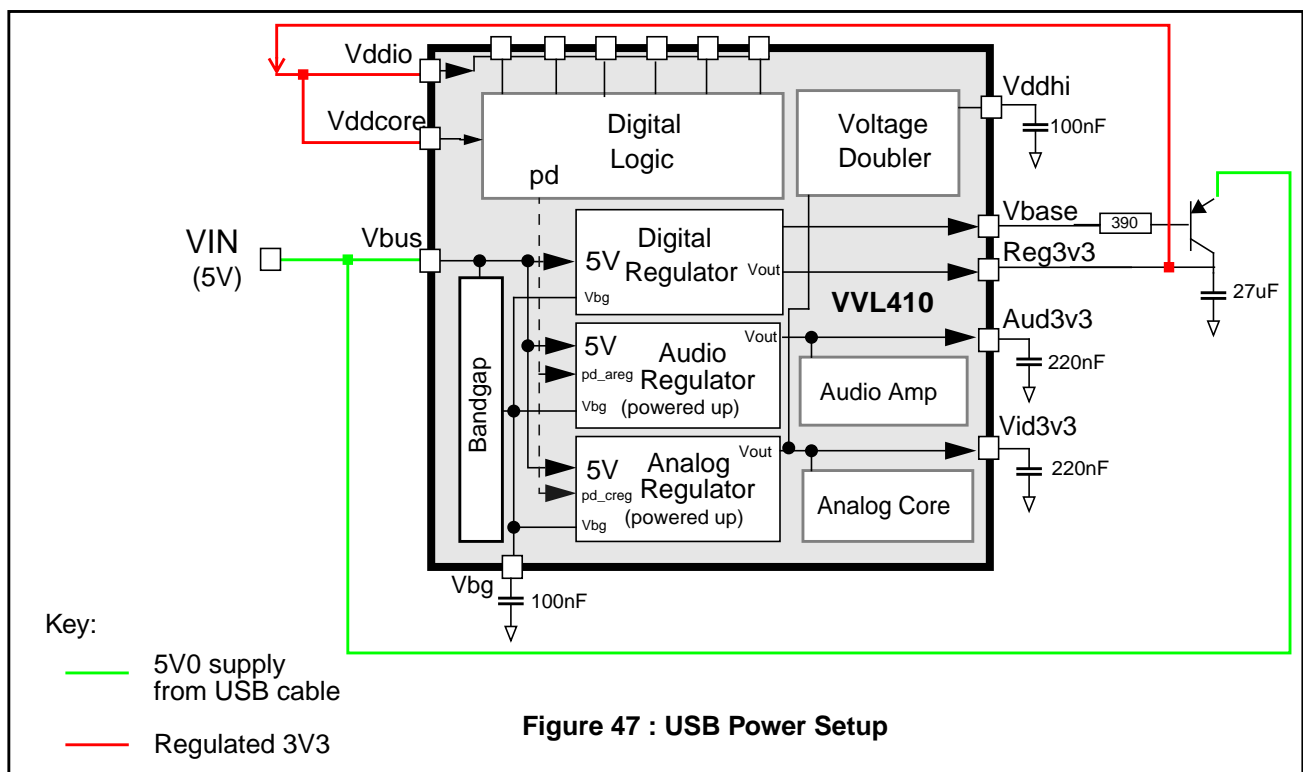 Vddio
Vddcore
Digital
Logic
pd
Voltage
Doubler
Vddhi
100nF
VIN
(5V)
Vbus
Digital
Regulator
5V
Vout
Vbg
Vbase
390
Reg3v3
27uF
VVL410
Bandgap
Audio
Regulator
(powered up)
5V
pd_areg
Vbg
Vout
Audio Amp
Aud3v3
220nF
Analog
Regulator
(powered up)
5V
pd_creg
Vbg
Vout
Analog Core
Vid3v3
220nF
Vbg
100nF
Key:
5V0 supply
from USB cable
Regulated 3V3
Figure 47 : USB Power Setup